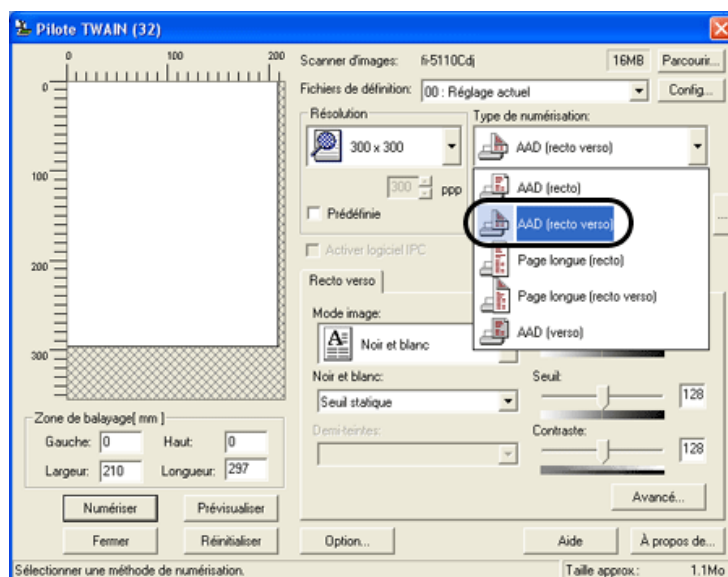 Pilote TWAIN (32)
0 100 200
Scanner d'images: fi-5110Cdj 16MB Parcourir...
Fichiers de définition: 00 : Réglage actuel Config...
0
100
200
300
Résolution
300 x 300
300 ppp
Prédéfinie
Type de numérisation:
AAD (recto verso)
AAD (recto)
AAD (recto verso)
Page longue (recto)
Page longue (recto verso)
AAD (verso)
...
Activer logiciel IPC
Recto verso
Mode image:
Noir et blanc
Noir et blanc:
Seuil statique
Demi-teintes:
Seuil:
128
Contraste:
128
Avancé...
Zone de balayage[ mm ]
Gauche: 0 Haut: 0
Largeur: 210 Longueur: 297
Numériser Prévisualiser
Fermer Réinitialiser Option... Aide À propos de...
Sélectionner une méthode de numérisation. Taille approx.: 1.1Mo